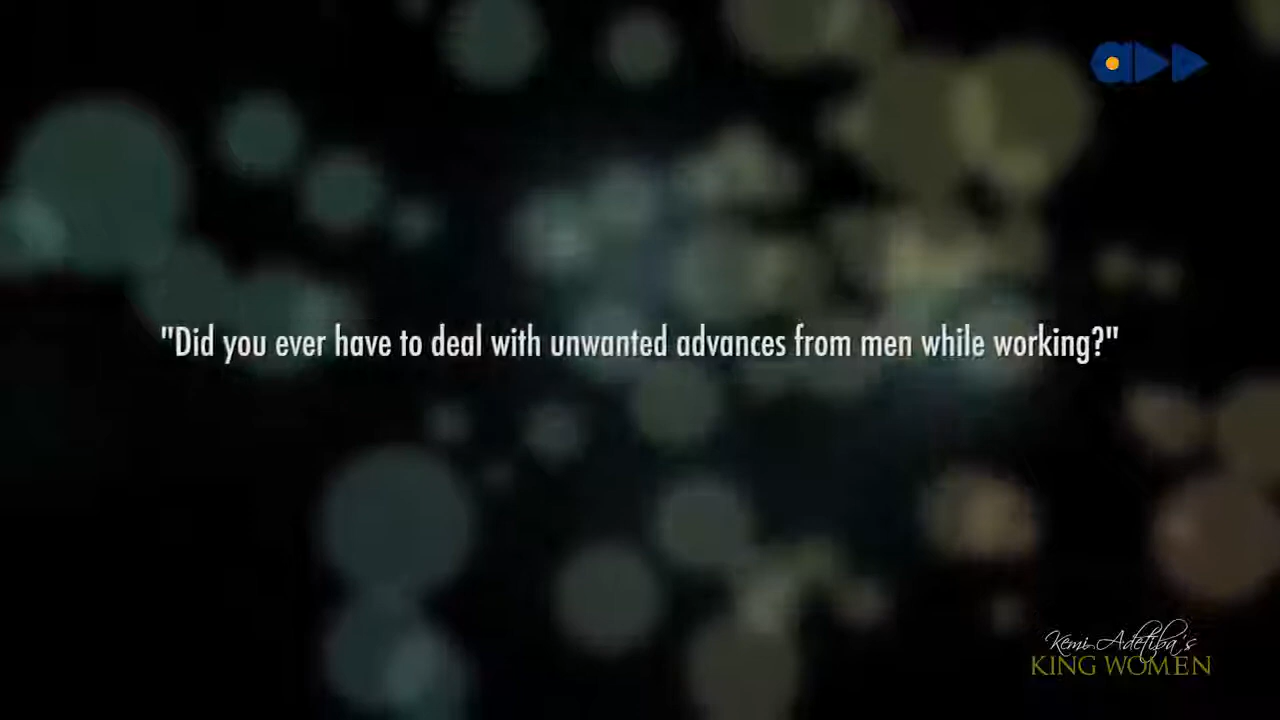 "Did you ever have to deal with unwanted advances from men while working?"
Kemi Adetiba's
KING WOMEN